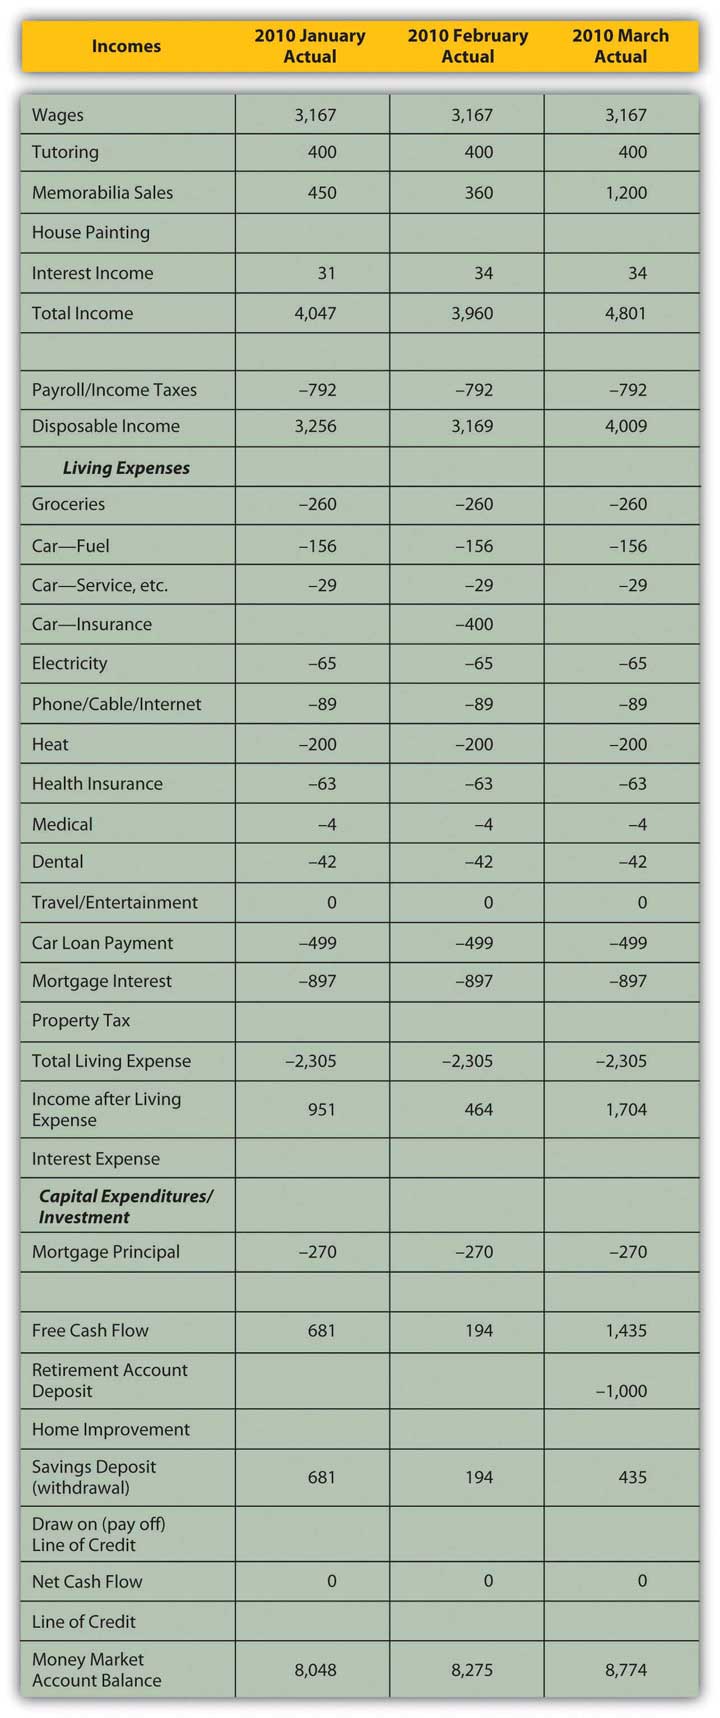 Incomes 2010 January Actual 2010 February Actual 2010 March Actual
Wages 3,167 3,167 3,167
Tutoring 400 400 400
Memorabilia Sales 450 360 1,200
House Painting
Interest Income 31 34 34
Total Income 4,047 3,960 4,801
Payroll/Income Taxes –792 –792 –792
Disposable Income 3,256 3,169 4,009
Living Expenses
Groceries –260 –260 –260
Car—Fuel –156 –156 –156
Car—Service, etc. –29 –29 –29
Car—Insurance –400
Electricity –65 –65 –65
Phone/Cable/Internet –89 –89 –89
Heat –200 –200 –200
Health Insurance –63 –63 –63
Medical –4 –4 –4
Dental –42 –42 –42
Travel/Entertainment 0 0 0
Car Loan Payment –499 –499 –499
Mortgage Interest –897 –897 –897
Property Tax
Total Living Expense –2,305 –2,305 –2,305
Income after Living Expense 951 464 1,704
Interest Expense
Capital Expenditures/
Investment
Mortgage Principal –270 –270 –270
Free Cash Flow 681 194 1,435
Retirement Account Deposit –1,000
Home Improvement
Savings Deposit (withdrawal) 681 194 435
Draw on (pay off)
Line of Credit
Net Cash Flow 0 0 0
Line of Credit
Money Market Account Balance 8,048 8,275 8,774